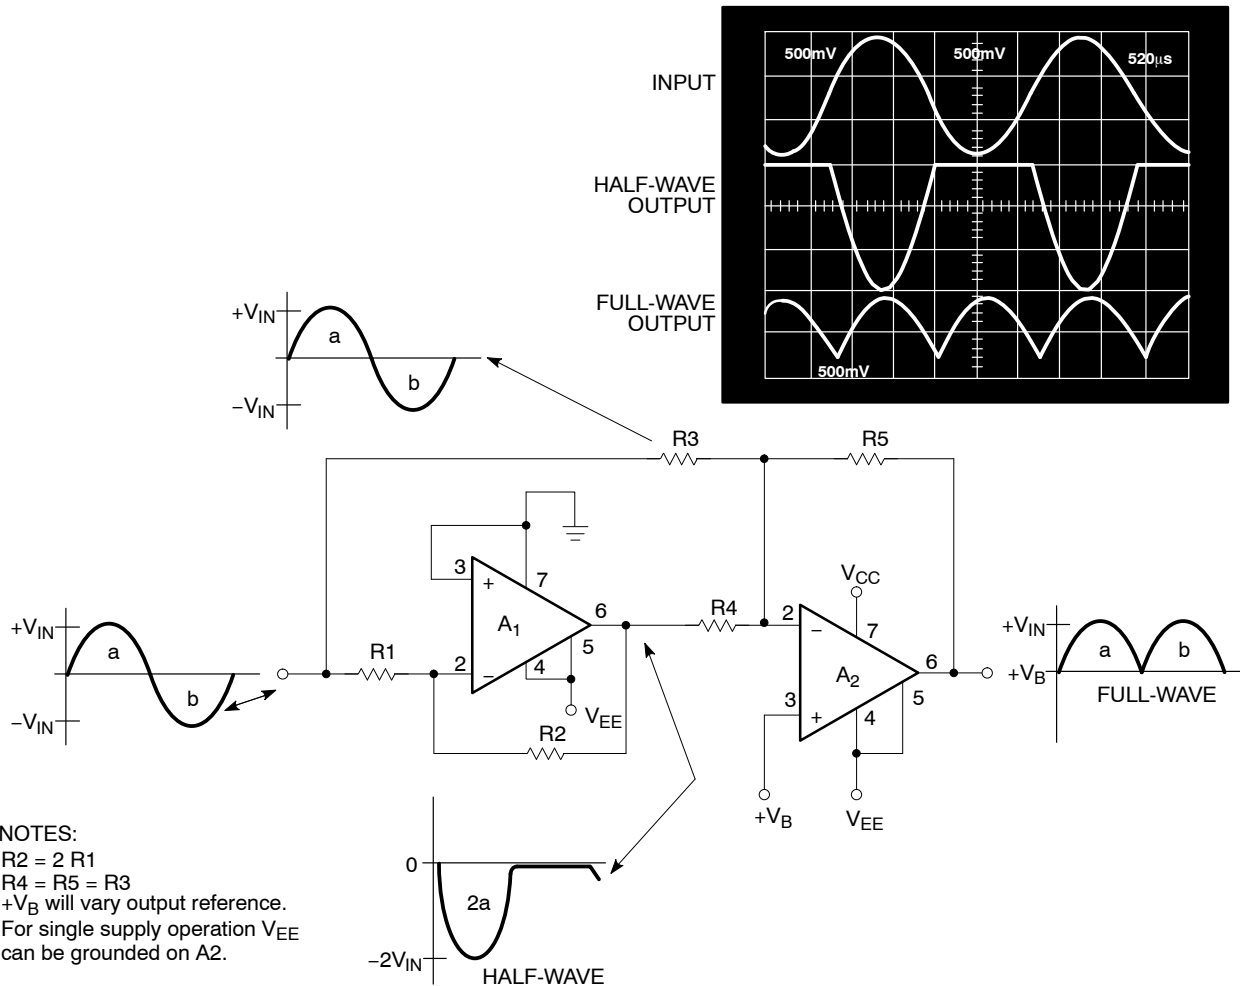 500mV
500mV
520µs
INPUT
HALF-WAVE
OUTPUT
FULL-WAVE
OUTPUT
500mV
+VIN
a
b
−VIN
R3
R5
3
+
7
A1
6
R4
2
−
VCC
7
+VIN
a
b
−VIN
R1
2
−
4
5
VEE
R2
A2
6
3
+
4
5
+VB
VEE
+VIN
a
b
+VB
FULL-WAVE
0
2a
−2VIN
HALF-WAVE
NOTES:
R2 = 2 R1
R4 = R5 = R3
+VB will vary output reference.
For single supply operation VEE
can be grounded on A2.